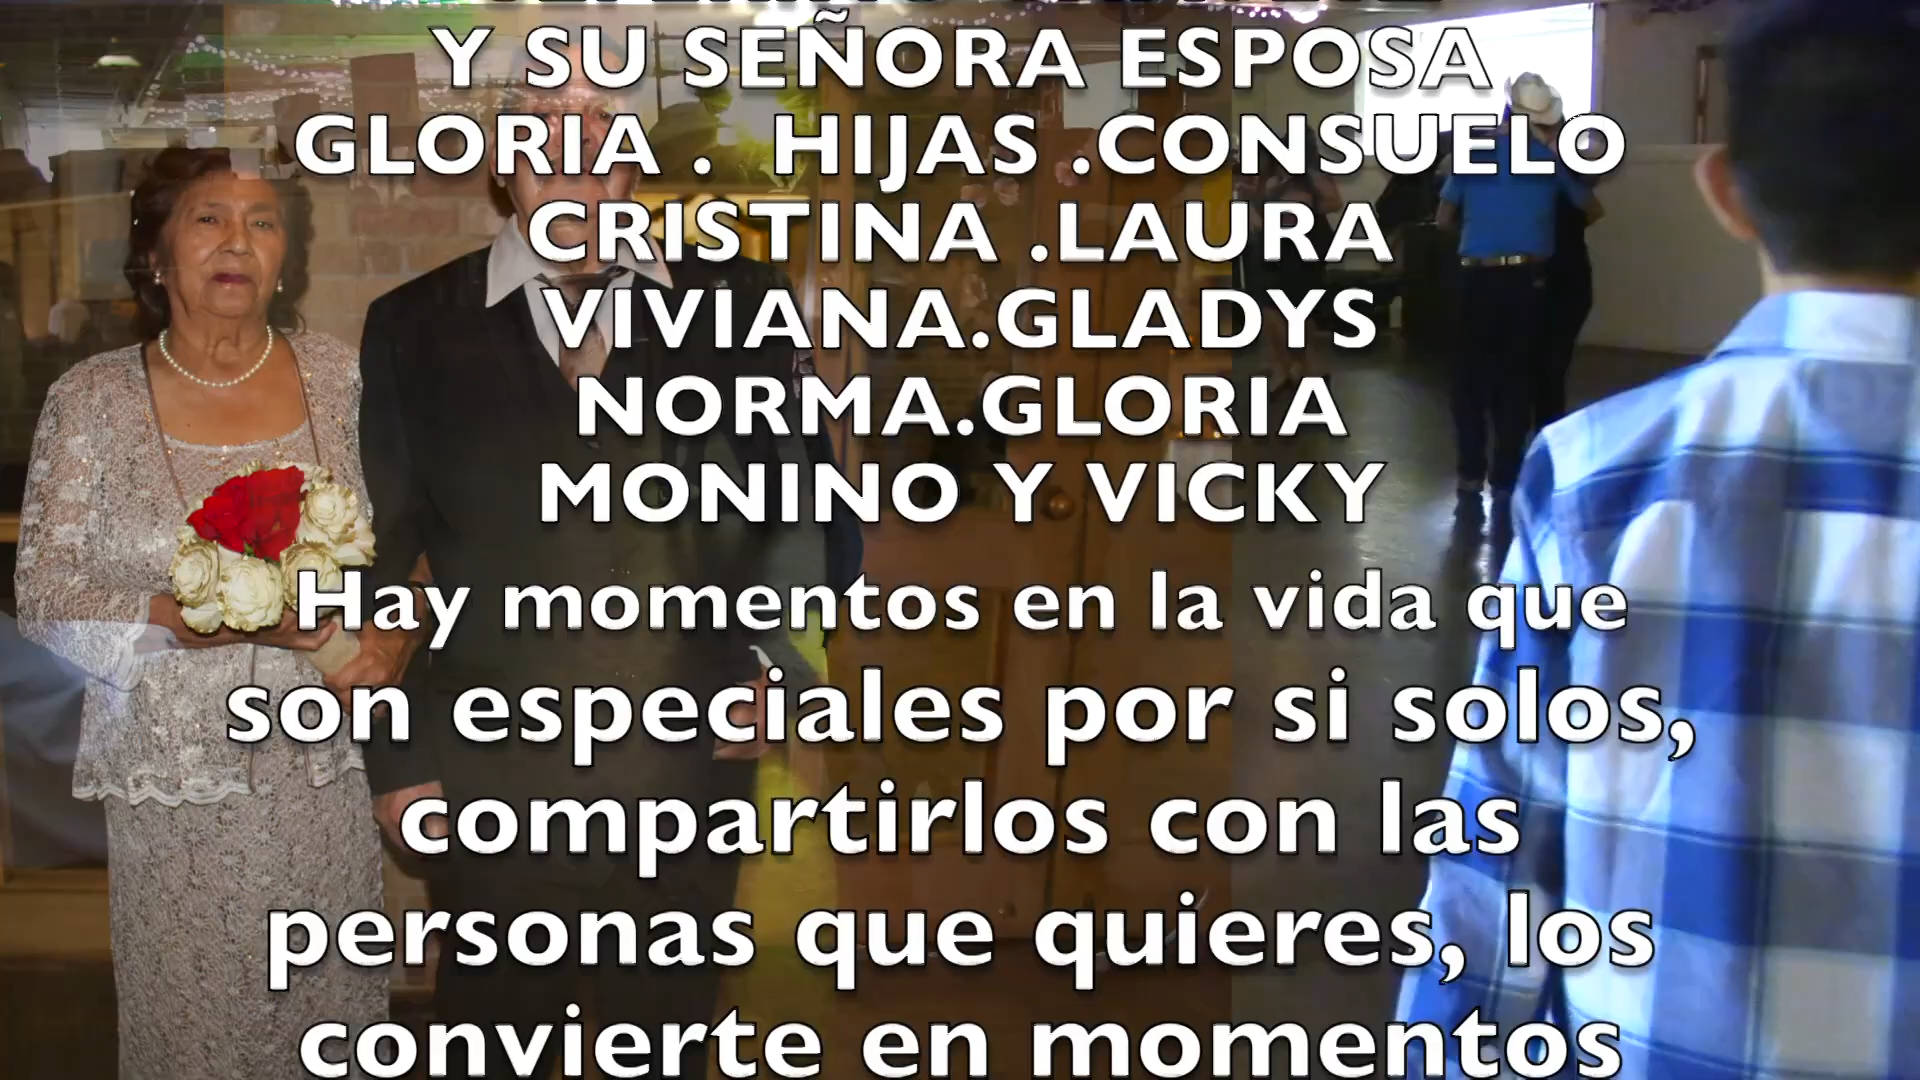 Y SU SEÑORA ESPOSA
GLORIA .  HIJAS .CONSUELO
CRISTINA .LAURA
VIVIANA.GLADYS
NORMA.GLORIA
MONINO Y VICKY
Hay momentos en la vida que
son especiales por si solos,
compartirlos con las
personas que quieres, los
convierte en momentos